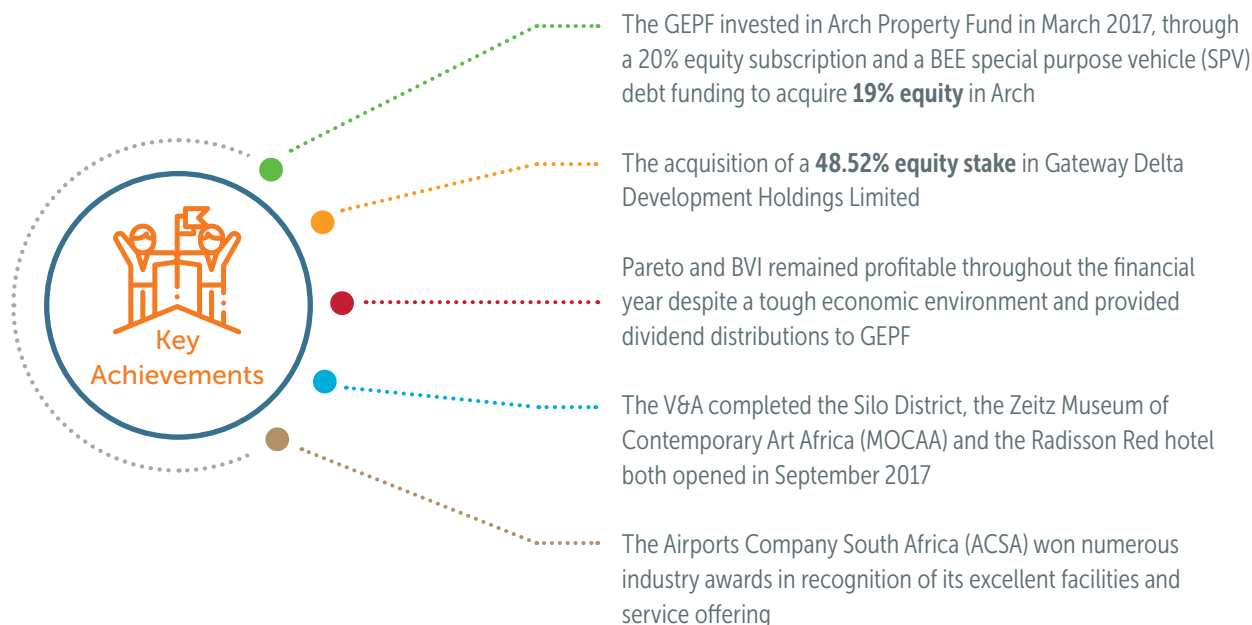 Key
Achievements
The GEPF invested in Arch Property Fund in March 2017, through
a 20% equity subscription and a BEE special purpose vehicle (SPV)
debt funding to acquire 19% equity in Arch
The acquisition of a 48.52% equity stake in Gateway Delta
Development Holdings Limited
Pareto and BVI remained profitable throughout the financial
year despite a tough economic environment and provided
dividend distributions to GEPF
The V&A completed the Silo District, the Zeitz Museum of
Contemporary Art Africa (MOCAA) and the Radisson Red hotel
both opened in September 2017
The Airports Company South Africa (ACSA) won numerous
industry awards in recognition of its excellent facilities and
service offering